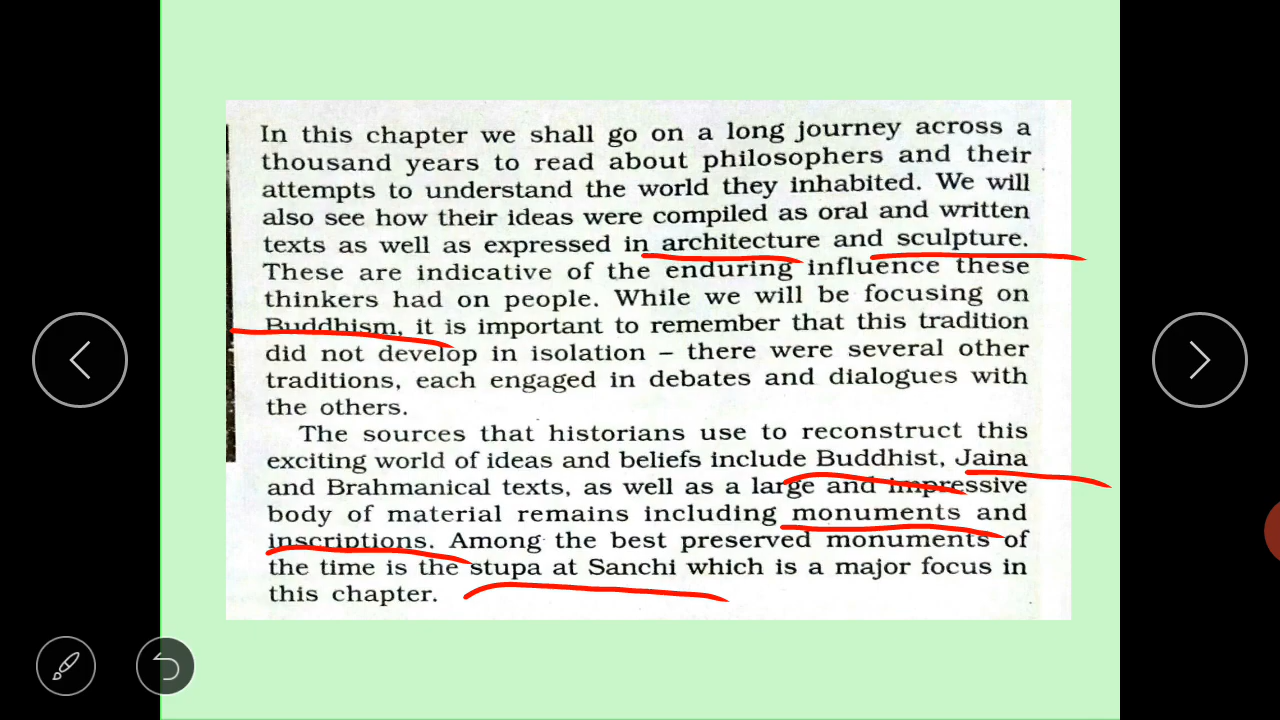 In this chapter we shall go on a long journey across a
thousand years to read about philosophers and their
attempts to understand the world they inhabited. We will
also see how their ideas were compiled as oral and written
texts as well as expressed in architecture and sculpture.
These are indicative of the enduring influence these
thinkers had on people. While we will be focusing on
Buddhism, it is important to remember that this tradition
did not develop in isolation – there were several other
traditions, each engaged in debates and dialogues with
the others.
The sources that historians use to reconstruct this
exciting world of ideas and beliefs include Buddhist, Jaina
and Brahmanical texts, as well as a large and impressive
body of material remains including monuments and
inscriptions. Among the best preserved monuments of
the time is the stupa at Sanchi which is a major focus in
this chapter.